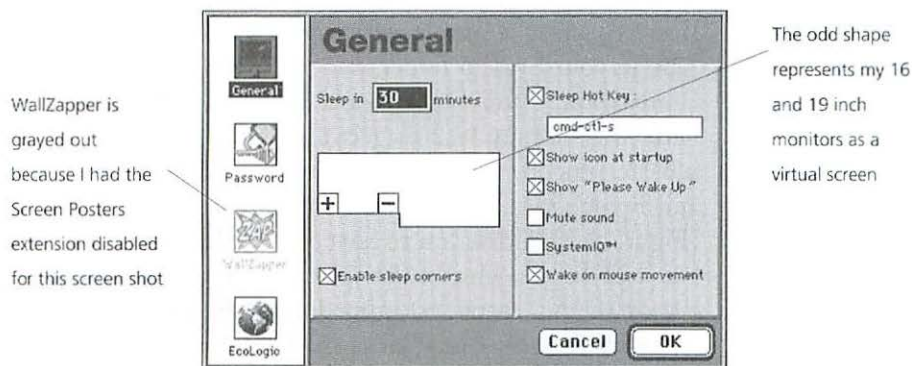 WallZapper is
grayed out
because I had the
Screen Posters
extension disabled
for this screen shot
General
Password
ZAP
WallZapper
EcoLogic
General
Sleep in 30 minutes
+ −
Enable sleep corners
Sleep Hot Key:
cmd-ctl-s
Show icon at startup
Show "Please Wake Up"
Mute sound
SystemIQ™
Wake on mouse movement
Cancel OK
The odd shape
represents my 16
and 19 inch
monitors as a
virtual screen